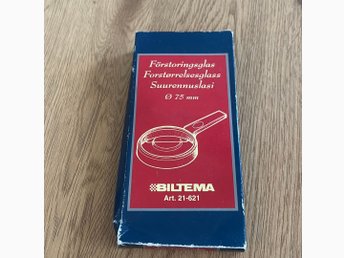 Förstoringsglas
Forstørrelsesglass
Suurennuslasi
Ø 75 mm
BILTEMA
Art. 21-621